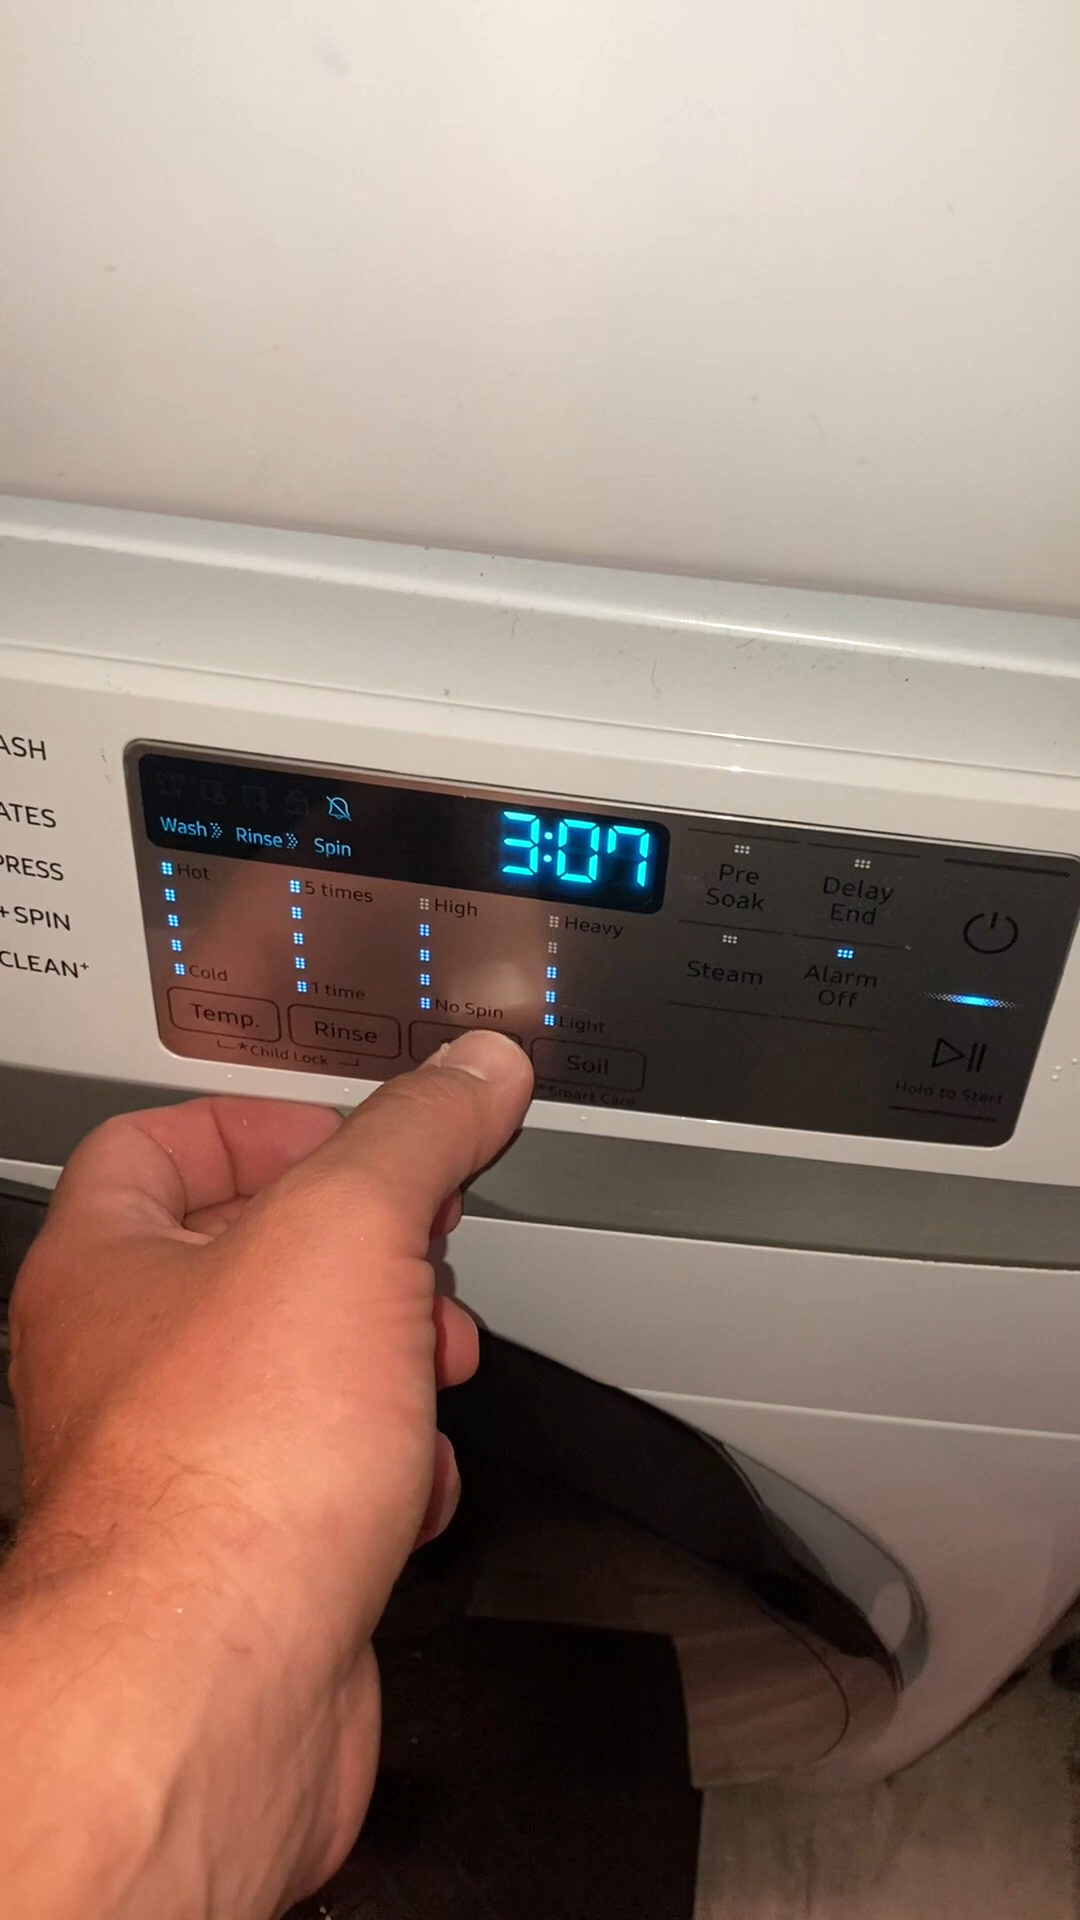 ASH
ATES
PRESS
+SPIN
CLEAN+
Wash Rinse Spin
3:07
Hot
5 times
High
Heavy
Cold
1 time
No Spin
Light
Temp.
Rinse
Soil
*Child Lock
*Smart Care
Pre
Soak
Delay
End
Steam
Alarm
Off
Hold to Start